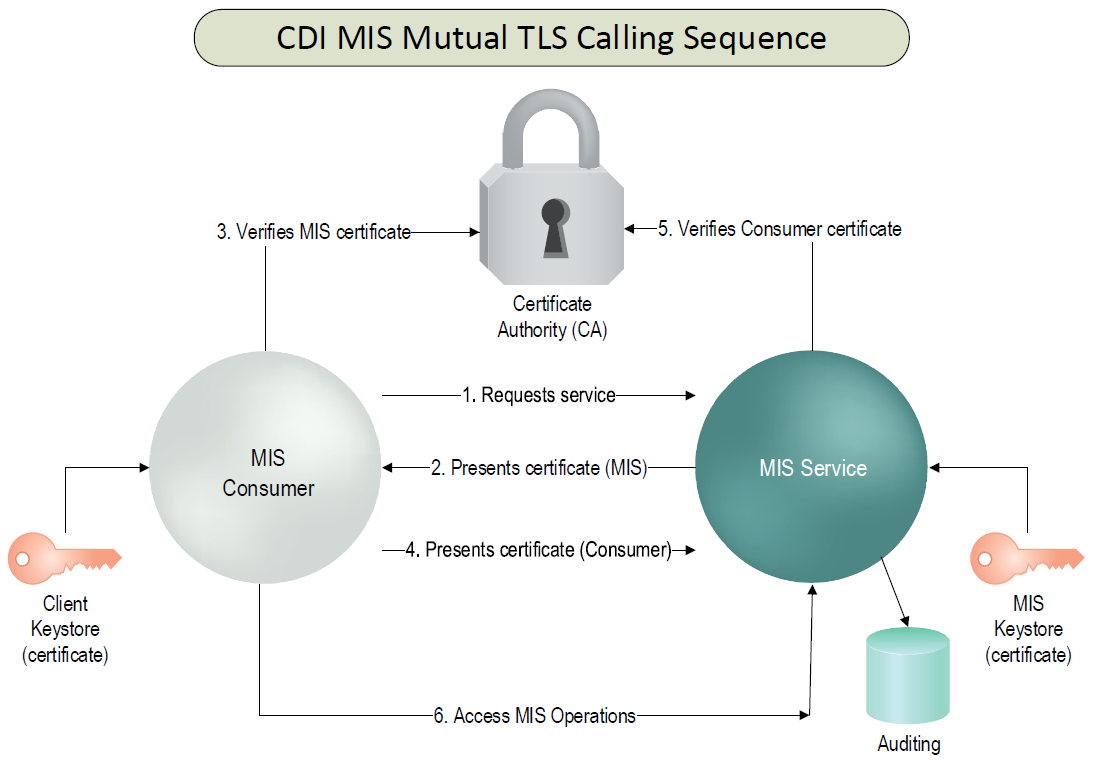 CDI MIS Mutual TLS Calling Sequence
3. Verifies MIS certificate
5. Verifies Consumer certificate
Certificate
Authority (CA)
1. Requests service
MIS
Consumer
2. Presents certificate (MIS)
MIS Service
4. Presents certificate (Consumer)
Client
Keystore
(certificate)
MIS
Keystore
(certificate)
6. Access MIS Operations
Auditing